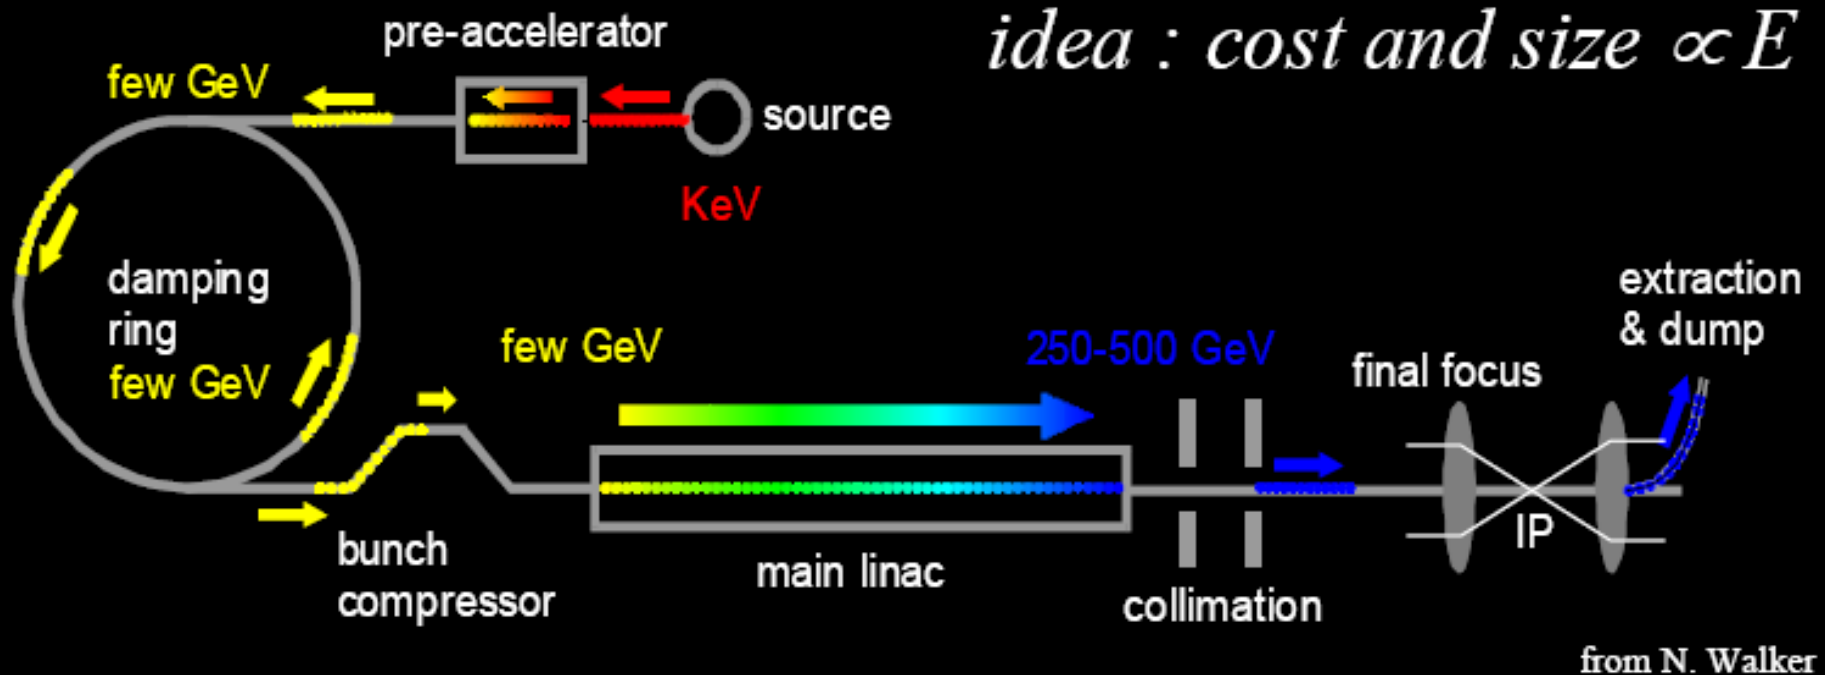 pre-accelerator
idea : cost and size ∝ E
few GeV
source
KeV
damping
ring
few GeV
few GeV
250-500 GeV
extraction
& dump
final focus
bunch
compressor
main linac
collimation
IP
from N. Walker